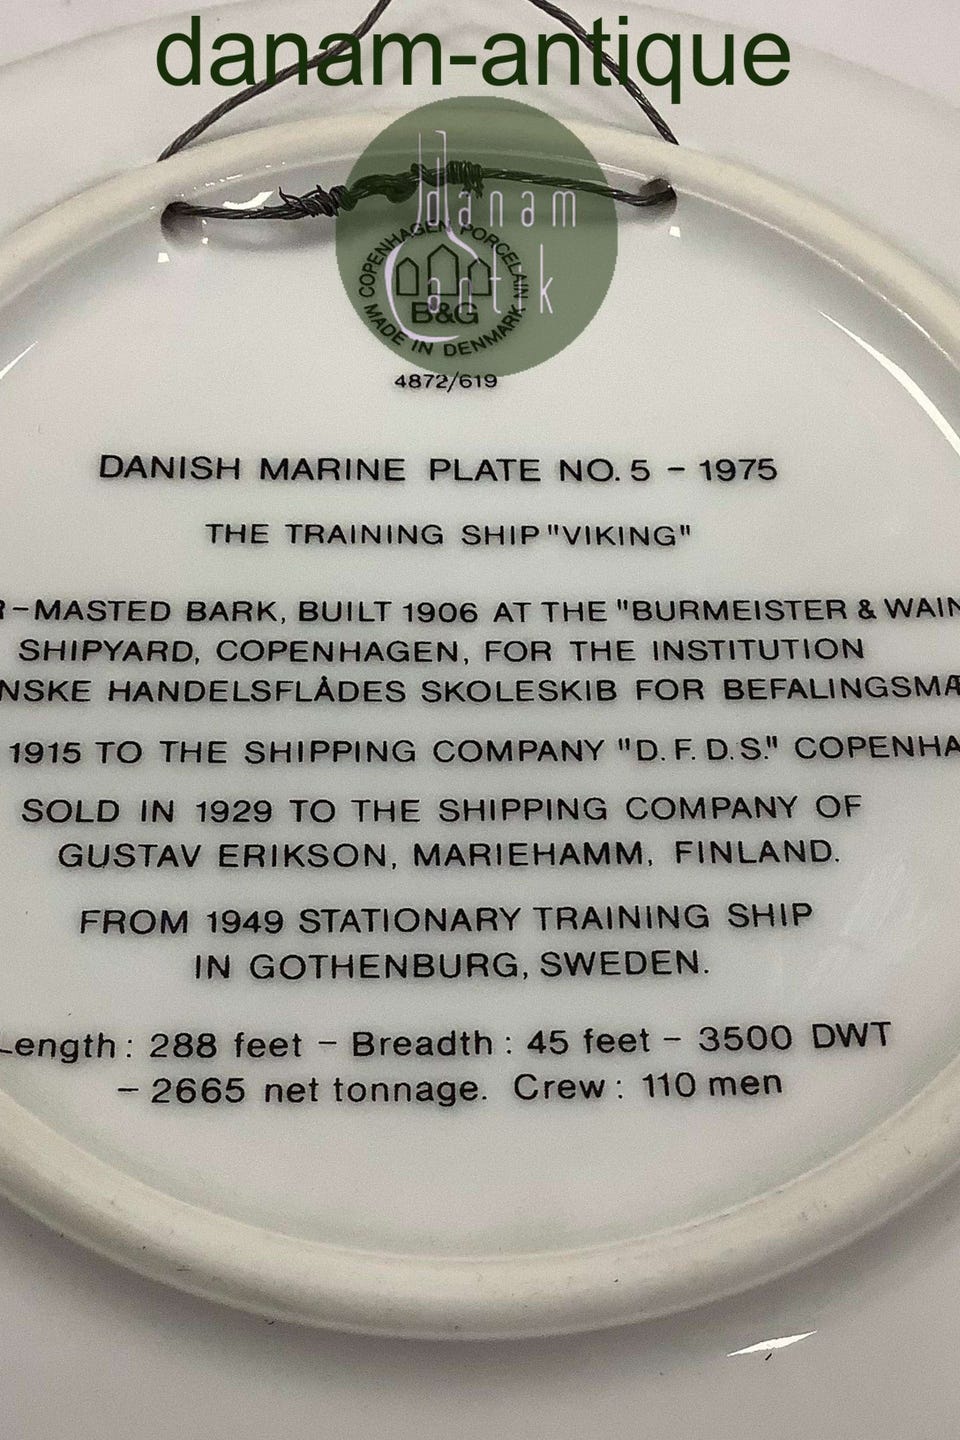 danam-antique
danam
antik
COPENHAGEN PORCELAIN
B&G
MADE IN DENMARK
4872/619
DANISH MARINE PLATE NO. 5 - 1975
THE TRAINING SHIP "VIKING"
R-MASTED BARK, BUILT 1906 AT THE "BURMEISTER & WAIN
SHIPYARD, COPENHAGEN, FOR THE INSTITUTION
NSKE HANDELSFLÅDES SKOLESKIB FOR BEFALINGSMÆ
1915 TO THE SHIPPING COMPANY "D.F.D.S." COPENHA
SOLD IN 1929 TO THE SHIPPING COMPANY OF
GUSTAV ERIKSON, MARIEHAMM, FINLAND.
FROM 1949 STATIONARY TRAINING SHIP
IN GOTHENBURG, SWEDEN.
Length : 288 feet - Breadth : 45 feet - 3500 DWT
- 2665 net tonnage. Crew : 110 men